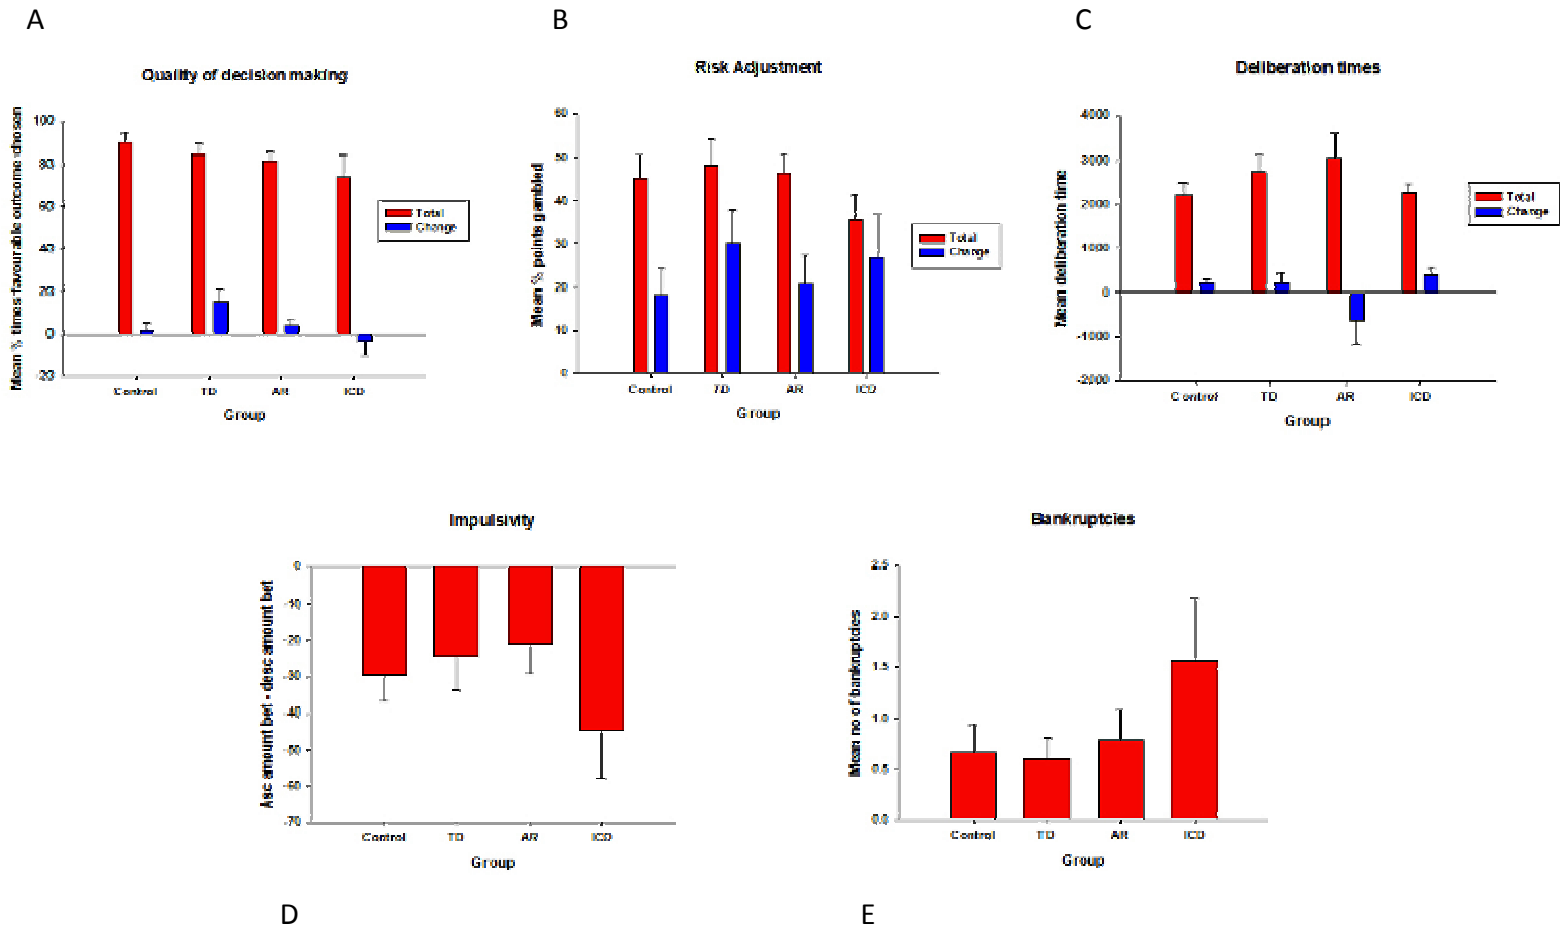 A
B
C
Quality of decision making
Mean % times favourable outcome chosen
100
80
60
40
20
0
-20
Control TD AR ICD
Group
Total
Change
Risk Adjustment
Mean % points gambled
60
50
40
30
20
10
0
Control TD AR ICD
Group
Total
Change
Deliberation times
Mean deliberation time
4000
3000
2000
1000
0
-1000
-2000
Control TD AR ICD
Group
Total
Change
Impulsivity
Asc amount bet - desc amount bet
0
-10
-20
-30
-40
-50
-60
-70
Control TD AR ICD
Group
Bankruptcies
Mean no of bankruptcies
2.5
2.0
1.5
1.0
0.5
0.0
Control TD AR ICD
Group
D
E